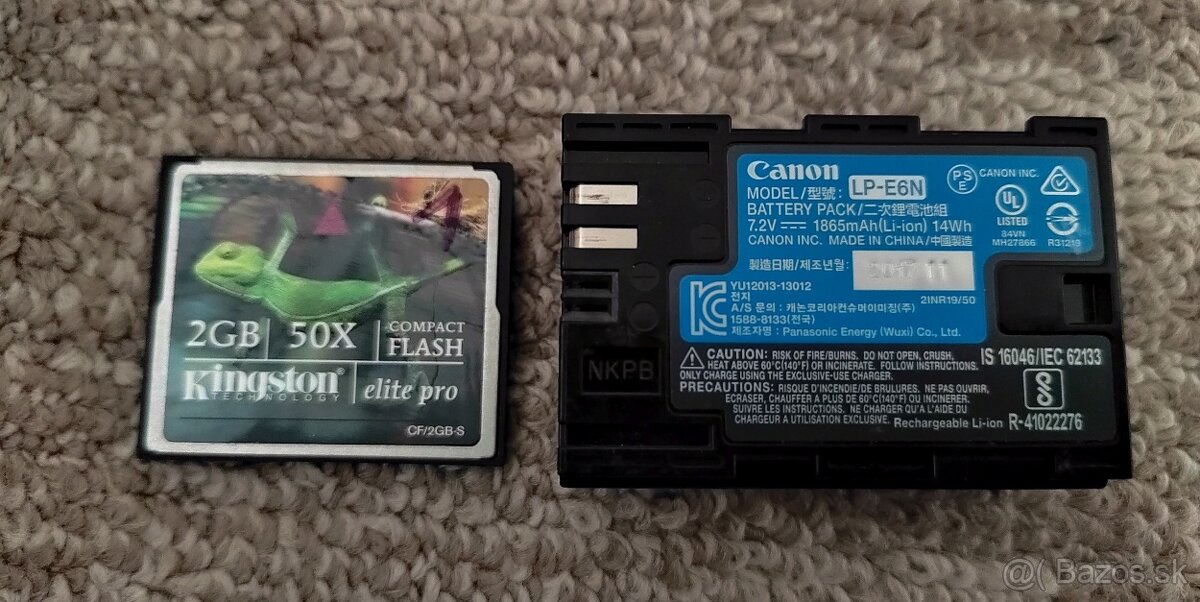 2GB 50X COMPACT FLASH
Kingston® elite pro
TECHNOLOGY
CF/2GB-S
Canon
MODEL/型號: LP-E6N
BATTERY PACK/二次鋰電池組
7.2V 1865mAh(Li-ion) 14Wh
CANON INC. MADE IN CHINA/中國製造
PSE CANON INC.
UL
LISTED
84VN
MH27866
R31219
製造日期/제조년월: 2017 11
YU12013-13012
전지
2INR19/50
A/S 문의 : 캐논코리아컨슈머이미징(주)
1588-8133(전국)
제조자명 : Panasonic Energy (Wuxi) Co., Ltd.
NKPB
CAUTION: RISK OF FIRE/BURNS. DO NOT OPEN, CRUSH,
HEAT ABOVE 60°C(140°F) OR INCINERATE. FOLLOW INSTRUCTIONS.
ONLY CHARGE USING THE EXCLUSIVE-USE CHARGER.
PRECAUTIONS: RISQUE D'INCENDIE/DE BRULURES. NE PAS OUVRIR,
ECRASER, CHAUFFER A PLUS DE 60°C(140°F) OU INCINERER.
SUIVRE LES INSTRUCTIONS. NE CHARGER QU'AVEC LE
CHARGEUR A UTILISATION EXCLUSIVE. Rechargeable Li-ion
IS 16046/IEC 62133
R-41022276
@( Bazos.sk